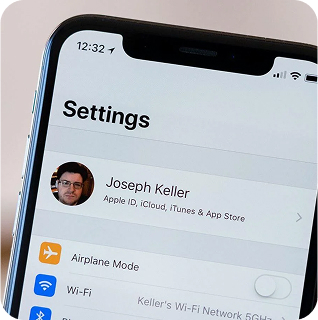 12:32
Settings
Joseph Keller
Apple ID, iCloud, iTunes & App Store
Airplane Mode
Wi-Fi
Keller's Wi-Fi Network 5GHz